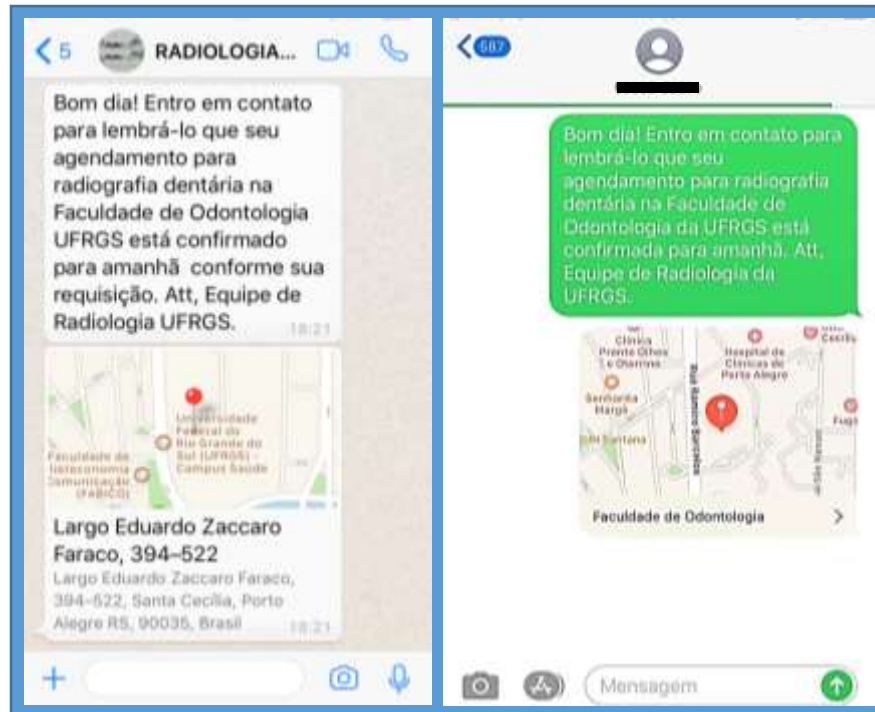 5
RADIOLOGIA...
Bom dia! Entro em contato
para lembrá-lo que seu
agendamento para
radiografia dentária na
Faculdade de Odontologia
UFRGS está confirmado
para amanhã conforme sua
requisição. Att, Equipe de
Radiologia UFRGS.
18:21
Universidade
Federal do
Rio Grande do
Sul (UFRGS) -
Campus Saúde
Faculdade de
Biblioteconomia
Comunicação
(FABICO)
Largo Eduardo Zaccaro
Faraco, 394–522
Largo Eduardo Zaccaro Faraco,
394-522, Santa Cecília, Porto
Alegre RS, 90035, Brasil
18:21
687
Bom dia! Entro em contato para
lembrá-lo que seu
agendamento para radiografia
dentária na Faculdade de
Odontologia da UFRGS está
confirmada para amanhã. Att,
Equipe de Radiologia da
UFRGS.
Clínica
Pronto Olhos
e Otorrino
Hospital de
Clínicas de
Porto Alegre
Senhorita
Margô
Santana
Rua Ramiro Barcelos
Faculdade de Odontologia
Mensagem